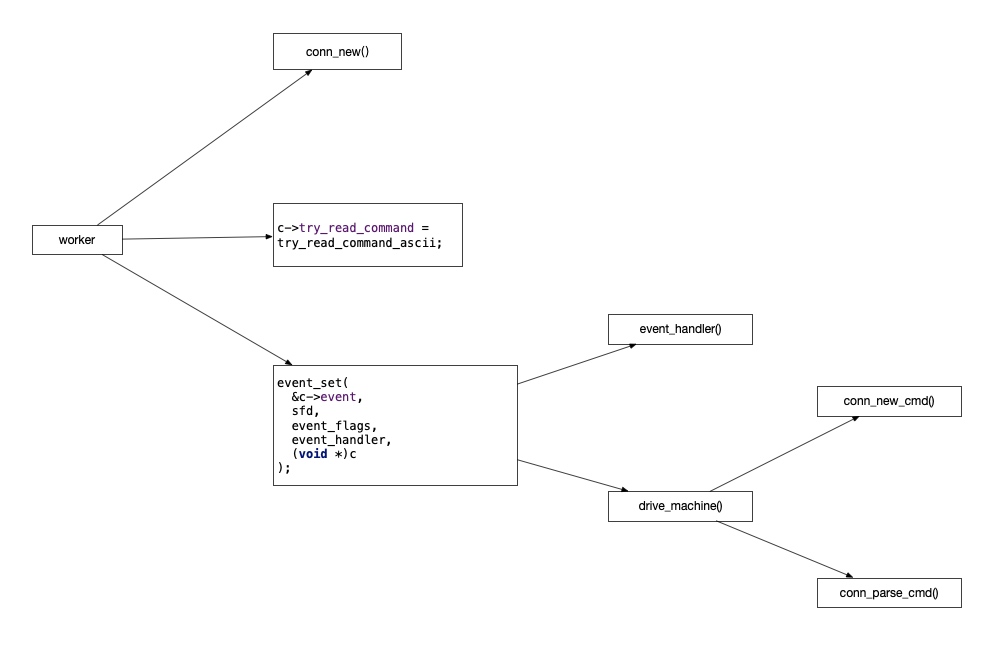 conn_new()
worker
c->try_read_command =
try_read_command_ascii;
event_set(
  &c->event,
  sfd,
  event_flags,
  event_handler,
  (void *)c
);
event_handler()
conn_new_cmd()
drive_machine()
conn_parse_cmd()